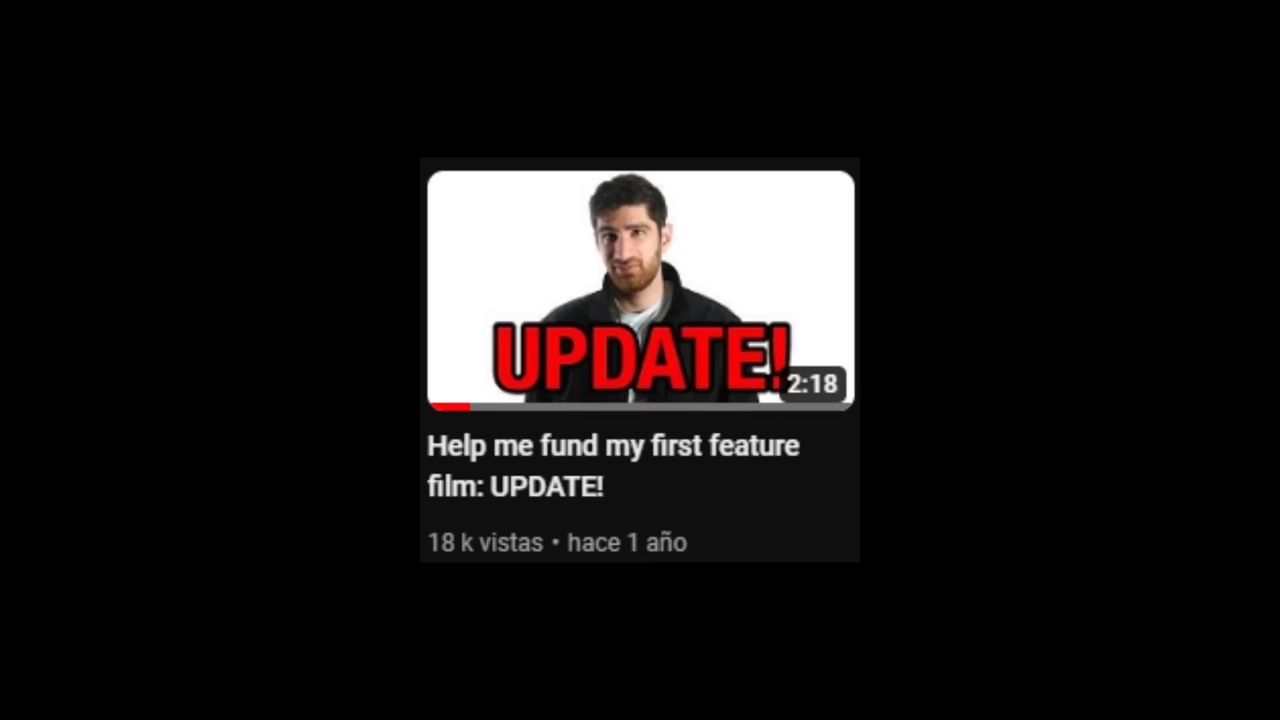 UPDATE!
2:18
Help me fund my first feature
film: UPDATE!
18 k vistas • hace 1 año